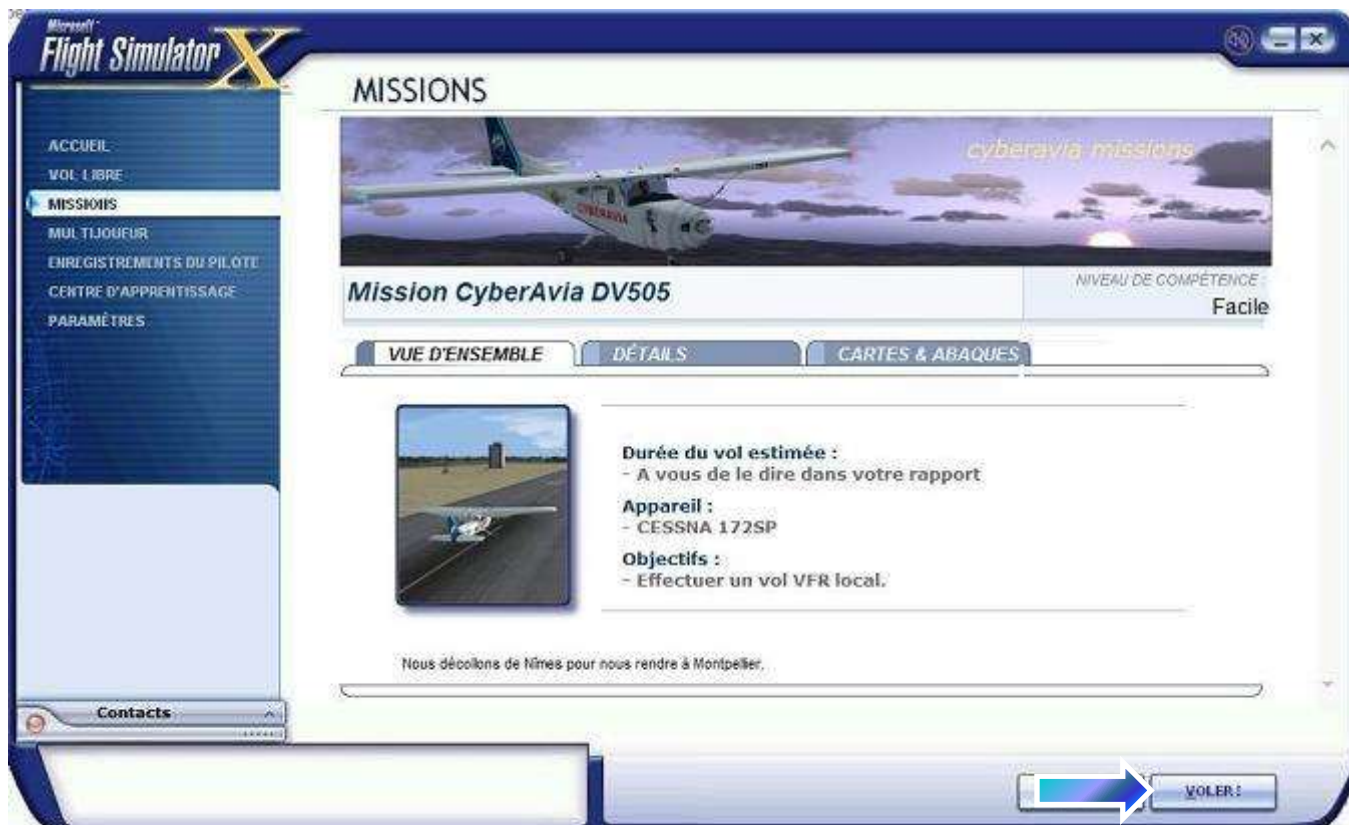 Microsoft
Flight Simulator X
MISSIONS
ACCUEIL
VOL LIBRE
MISSIONS
MULTIJOUEUR
ENREGISTREMENTS DU PILOTE
CENTRE D'APPRENTISSAGE
PARAMÈTRES
cyberavia missions
CYBERAVIA
Mission CyberAvia DV505
NIVEAU DE COMPÉTENCE :
Facile
VUE D'ENSEMBLE
DÉTAILS
CARTES & ABAQUES
Durée du vol estimée :
- A vous de le dire dans votre rapport
Appareil :
- CESSNA 172SP
Objectifs :
- Effectuer un vol VFR local.
Nous décollons de Nîmes pour nous rendre à Montpellier.
Contacts
VOLER !